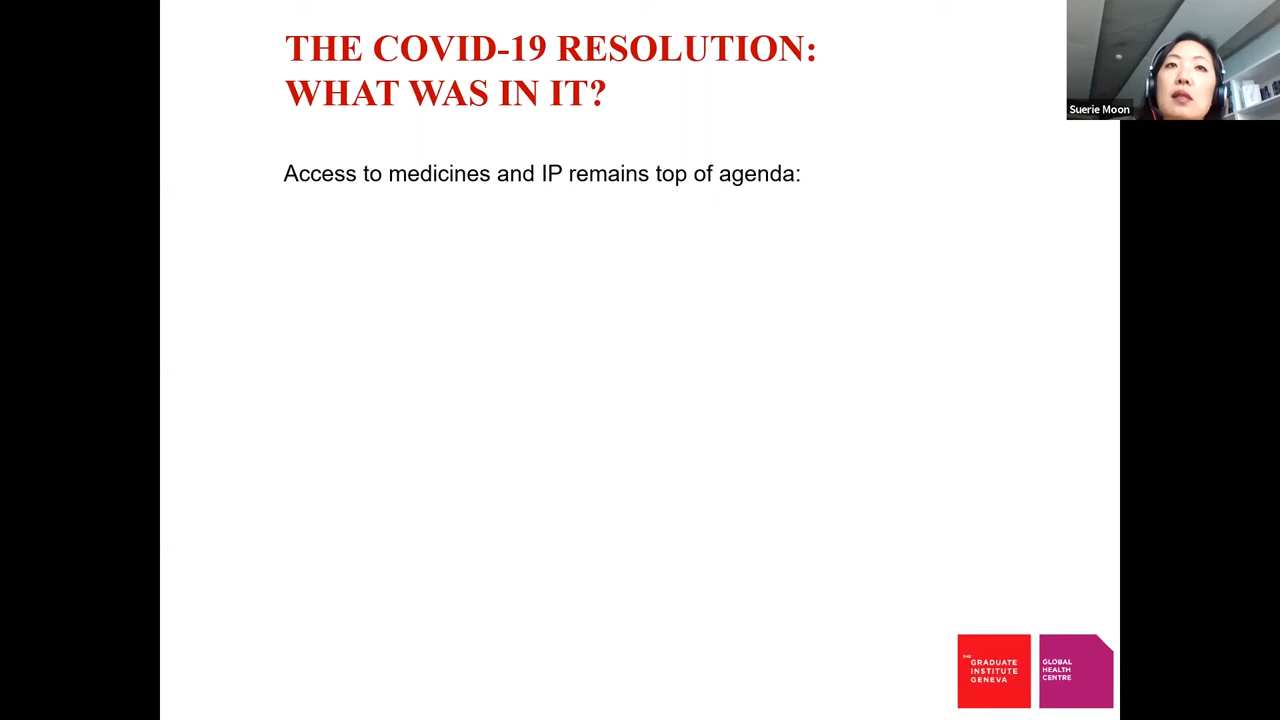 THE COVID-19 RESOLUTION:
WHAT WAS IN IT?
Suerie Moon
Access to medicines and IP remains top of agenda:
THE
GRADUATE
INSTITUTE
GENEVA
GLOBAL
HEALTH
CENTRE